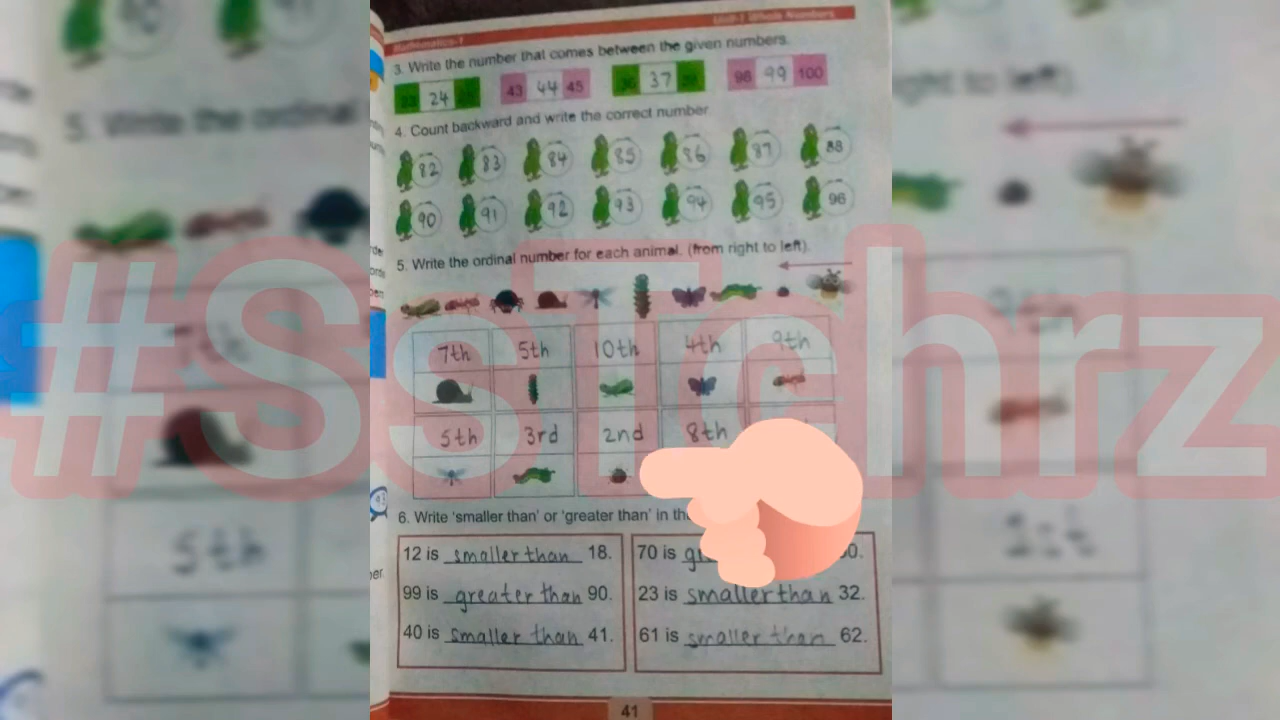 Mathematics-1 Unit-1 Whole Numbers
3. Write the number that comes between the given numbers.
24 43 44 45 37 98 99 100
4. Count backward and write the correct number
82 83 84 85 86 87 88
90 91 92 93 94 95 96
5. Write the ordinal number for each animal. (from right to left).
7th 5th 10th 4th 9th
5th 3rd 2nd 8th
6. Write 'smaller than' or 'greater than' in
12 is smaller than 18. 70 is
99 is greater than 90. 23 is smaller than 32.
40 is smaller than 41. 61 is smaller than 62.
41
#SsTchrz